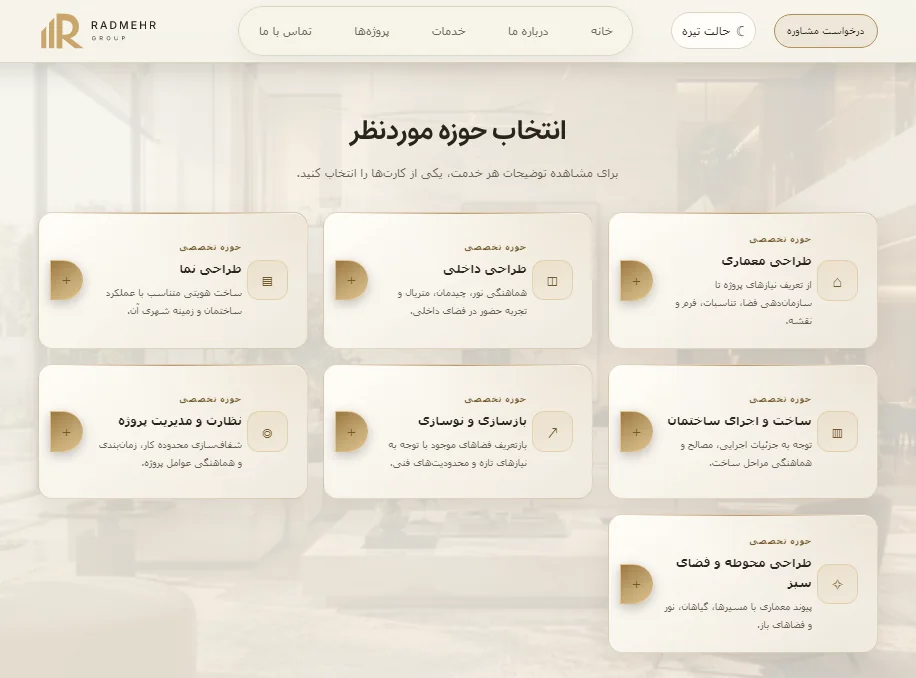 RADMEHR
GROUP
خانه
درباره ما
خدمات
پروژه‌ها
تماس با ما
حالت تیره
درخواست مشاوره
انتخاب حوزه موردنظر
برای مشاهده توضیحات هر خدمت، یکی از کارت‌ها را انتخاب کنید.
حوزه تخصصی
طراحی معماری
از تعریف نیازهای پروژه تا
سازمان‌دهی فضا، تناسبات، فرم و
نقشه.
حوزه تخصصی
طراحی داخلی
هماهنگی نور، چیدمان، متریال و
تجربه حضور در فضای داخلی.
حوزه تخصصی
طراحی نما
ساخت هویتی متناسب با عملکرد
ساختمان و زمینه شهری آن.
حوزه تخصصی
ساخت و اجرای ساختمان
توجه به جزئیات اجرایی، مصالح و
هماهنگی مراحل ساخت.
حوزه تخصصی
بازسازی و نوسازی
بازتعریف فضاهای موجود با توجه به
نیازهای تازه و محدودیت‌های فنی.
حوزه تخصصی
نظارت و مدیریت پروژه
شفاف‌سازی محدوده کار، زمان‌بندی
و هماهنگی عوامل پروژه.
حوزه تخصصی
طراحی محوطه و فضای
سبز
پیوند معماری با مسیرها، گیاهان، نور
و فضاهای باز.